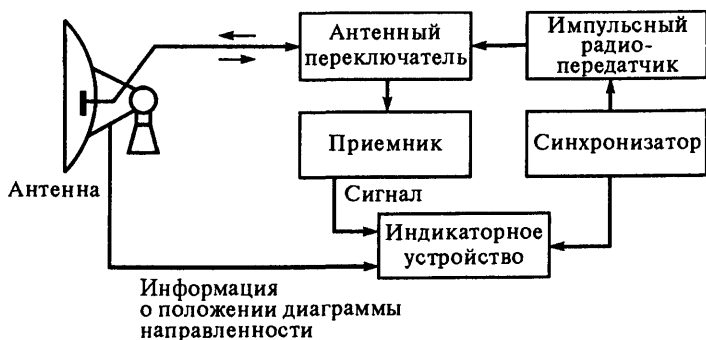 Антенный
переключатель
Импульсный
радио-
передатчик
Приемник
Синхронизатор
Антенна
Сигнал
Индикаторное
устройство
Информация
о положении диаграммы
направленности